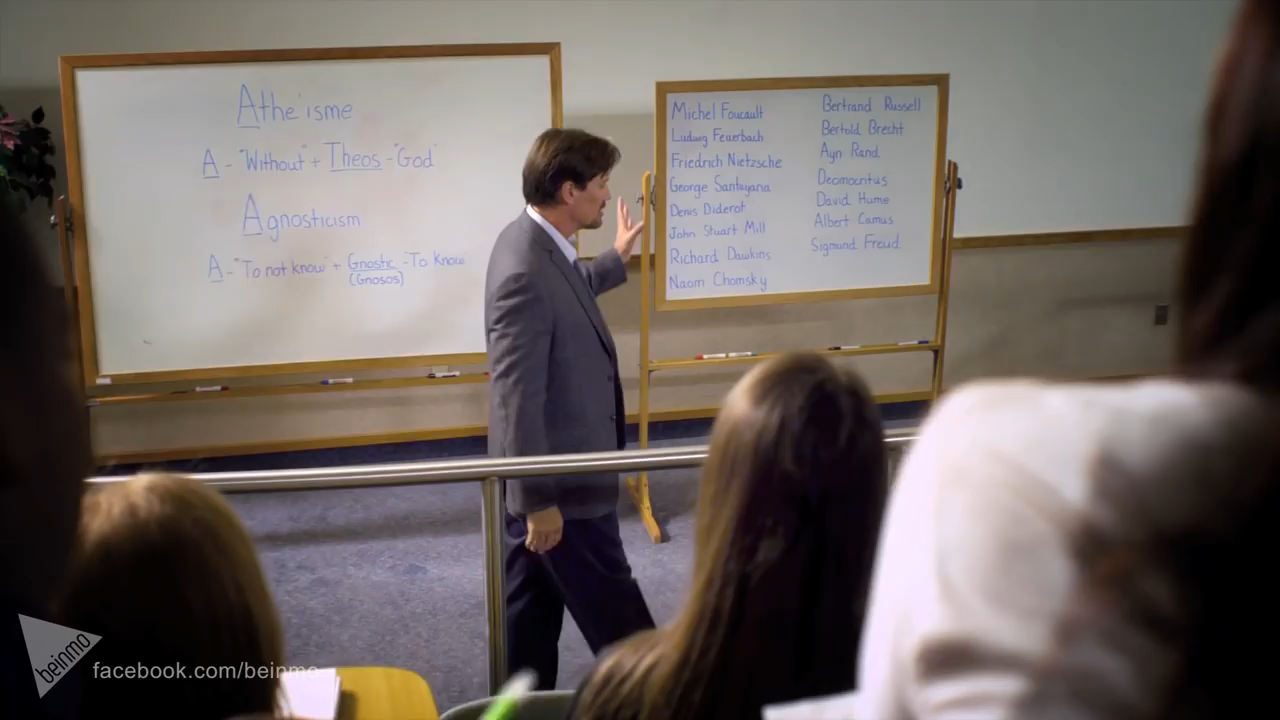 Athe'isme
A - "Without" + Theos - "God"
Agnosticism
A - "To not know" + Gnostic - To Know
(Gnosos)
Michel Foucault
Ludwig Feuerbach
Friedrich Nietzsche
George Santayana
Denis Diderot
John Stuart Mill
Richard Dawkins
Naom Chomsky
Bertrand Russell
Bertold Brecht
Ayn Rand
Deomocritus
David Hume
Albert Camus
Sigmund Freud
beinmo
facebook.com/beinmo